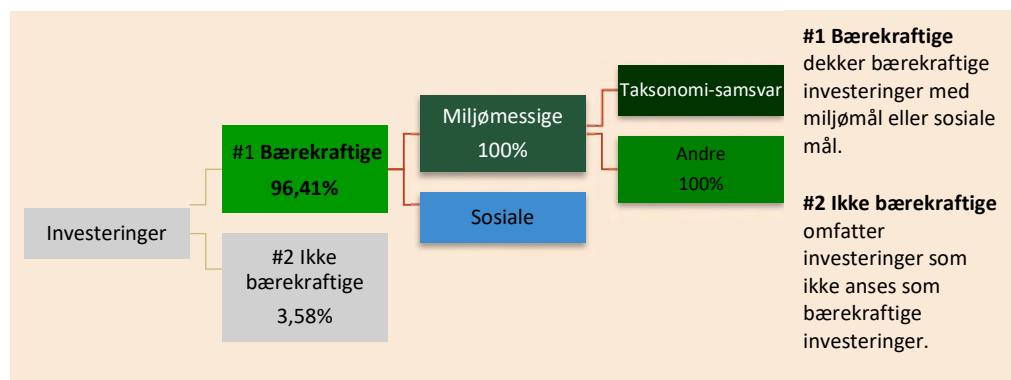 Investeringer
#1 Bærekraftige
96,41%
#2 Ikke
bærekraftige
3,58%
Miljømessige
100%
Sosiale
Taksonomi-samsvar
Andre
100%
#1 Bærekraftige
dekker bærekraftige
investeringer med
miljømål eller sosiale
mål.
#2 Ikke bærekraftige
omfatter
investeringer som
ikke anses som
bærekraftige
investeringer.